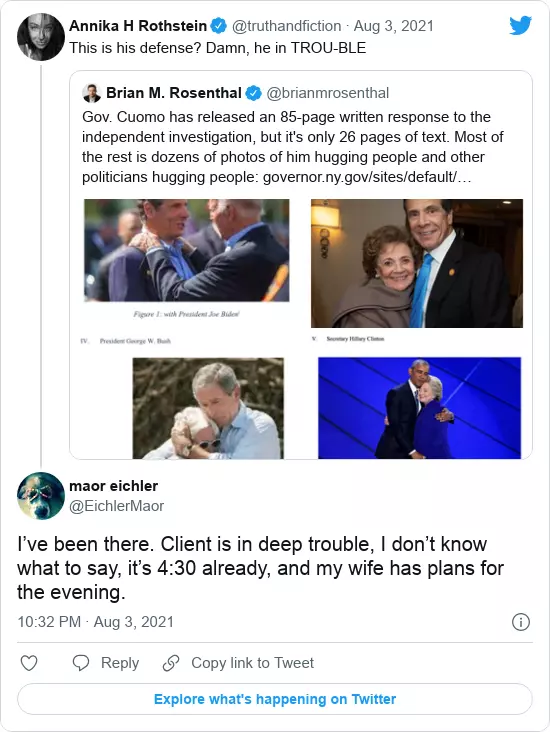 Annika H Rothstein @truthandfiction · Aug 3, 2021
This is his defense? Damn, he in TROU-BLE
Brian M. Rosenthal @brianmrosenthal
Gov. Cuomo has released an 85-page written response to the
independent investigation, but it's only 26 pages of text. Most of
the rest is dozens of photos of him hugging people and other
politicians hugging people: governor.ny.gov/sites/default/…
Figure 1: with President Joe Biden¹
IV. President George W. Bush
V. Secretary Hillary Clinton
maor eichler
@EichlerMaor
I’ve been there. Client is in deep trouble, I don’t know
what to say, it’s 4:30 already, and my wife has plans for
the evening.
10:32 PM · Aug 3, 2021
Reply Copy link to Tweet
Explore what's happening on Twitter